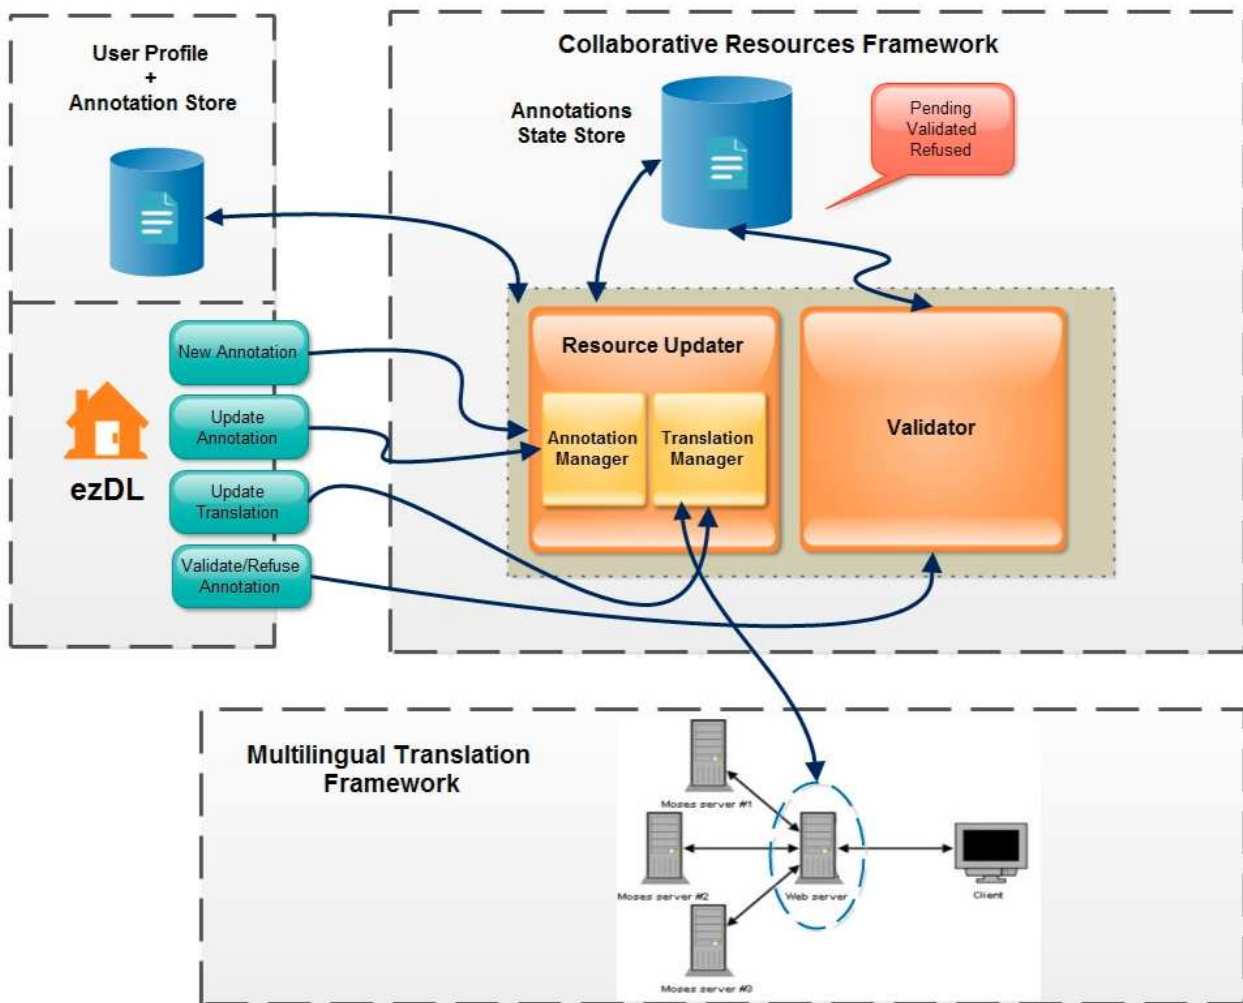 User Profile
+
Annotation Store
Collaborative Resources Framework
Annotations
State Store
Pending
Validated
Refused
New Annotation
Update
Annotation
Update
Translation
Validate/Refuse
Annotation
ezDL
Resource Updater
Annotation
Manager
Translation
Manager
Validator
Multilingual Translation
Framework
Moses server #1
Moses server #2
Web server
Client
Moses server #3